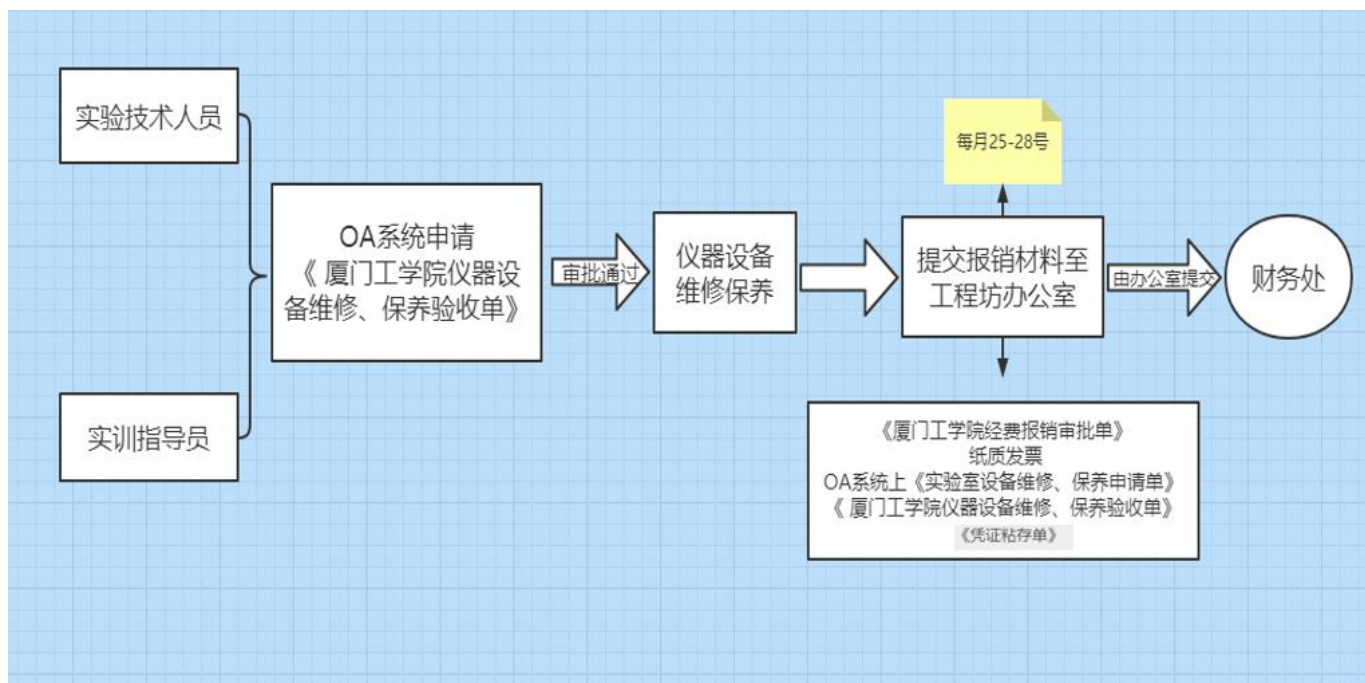 实验技术人员
实训指导员
OA系统申请
《 厦门工学院仪器设
备维修、保养验收单》
审批通过
仪器设备
维修保养
每月25-28号
提交报销材料至
工程坊办公室
由办公室提交
财务处
《厦门工学院经费报销审批单》
纸质发票
OA系统上《实验室设备维修、保养申请单》
《 厦门工学院仪器设备维修、保养验收单》
《凭证粘存单》